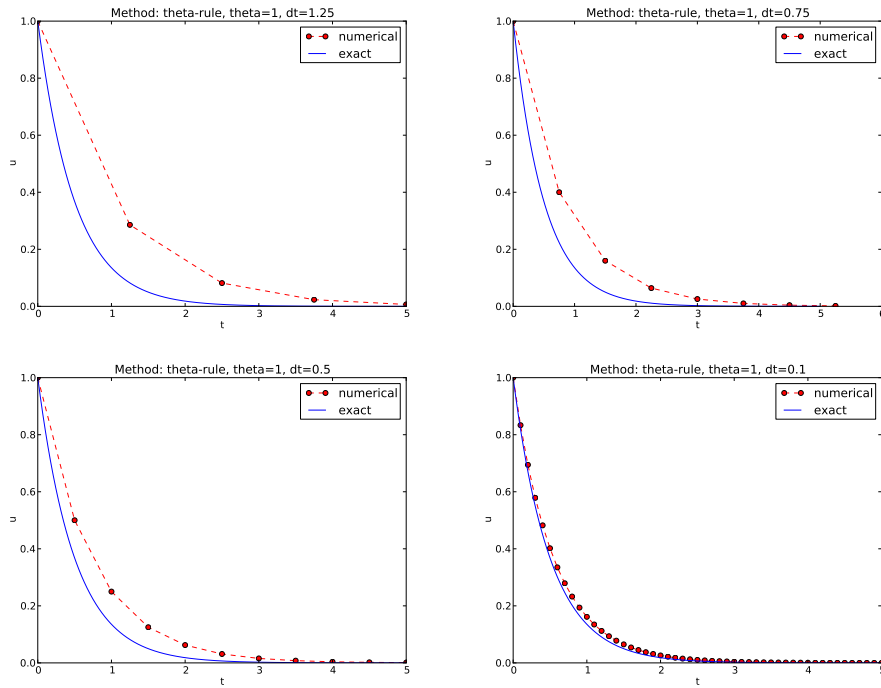 Method: theta-rule, theta=1, dt=1.25
numerical
exact
1.0
0.8
0.6
0.4
0.2
0.0
u
0 1 2 3 4 5
t
Method: theta-rule, theta=1, dt=0.75
numerical
exact
1.0
0.8
0.6
0.4
0.2
0.0
u
0 1 2 3 4 5 6
t
Method: theta-rule, theta=1, dt=0.5
numerical
exact
1.0
0.8
0.6
0.4
0.2
0.0
u
0 1 2 3 4 5
t
Method: theta-rule, theta=1, dt=0.1
numerical
exact
1.0
0.8
0.6
0.4
0.2
0.0
u
0 1 2 3 4 5
t